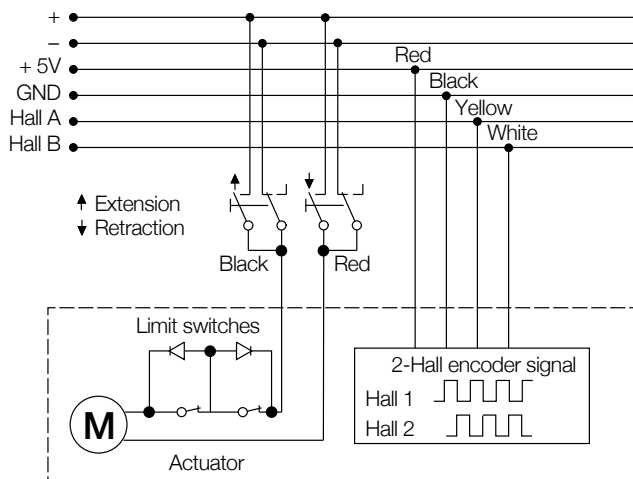 +
–
+ 5V
GND
Hall A
Hall B
Red
Black
Yellow
White
Extension
Retraction
Black
Red
Limit switches
M
Actuator
2-Hall encoder signal
Hall 1
Hall 2